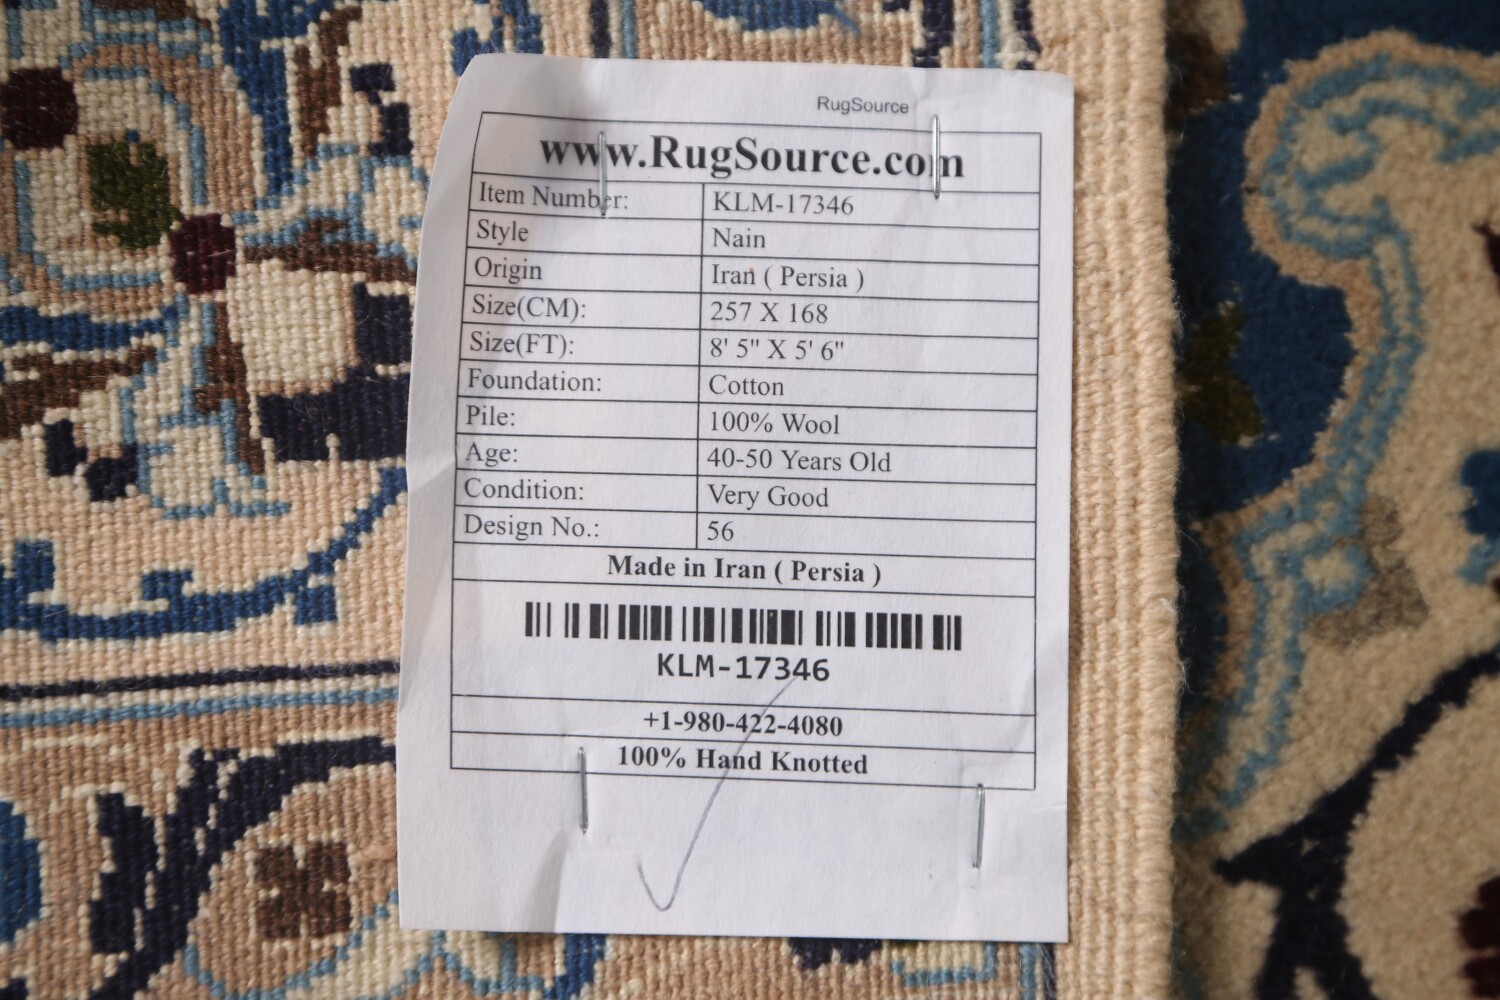 RugSource
www.RugSource.com
Item Number: KLM-17346
Style Nain
Origin Iran ( Persia )
Size(CM): 257 X 168
Size(FT): 8' 5" X 5' 6"
Foundation: Cotton
Pile: 100% Wool
Age: 40-50 Years Old
Condition: Very Good
Design No.: 56
Made in Iran ( Persia )
KLM-17346
+1-980-422-4080
100% Hand Knotted